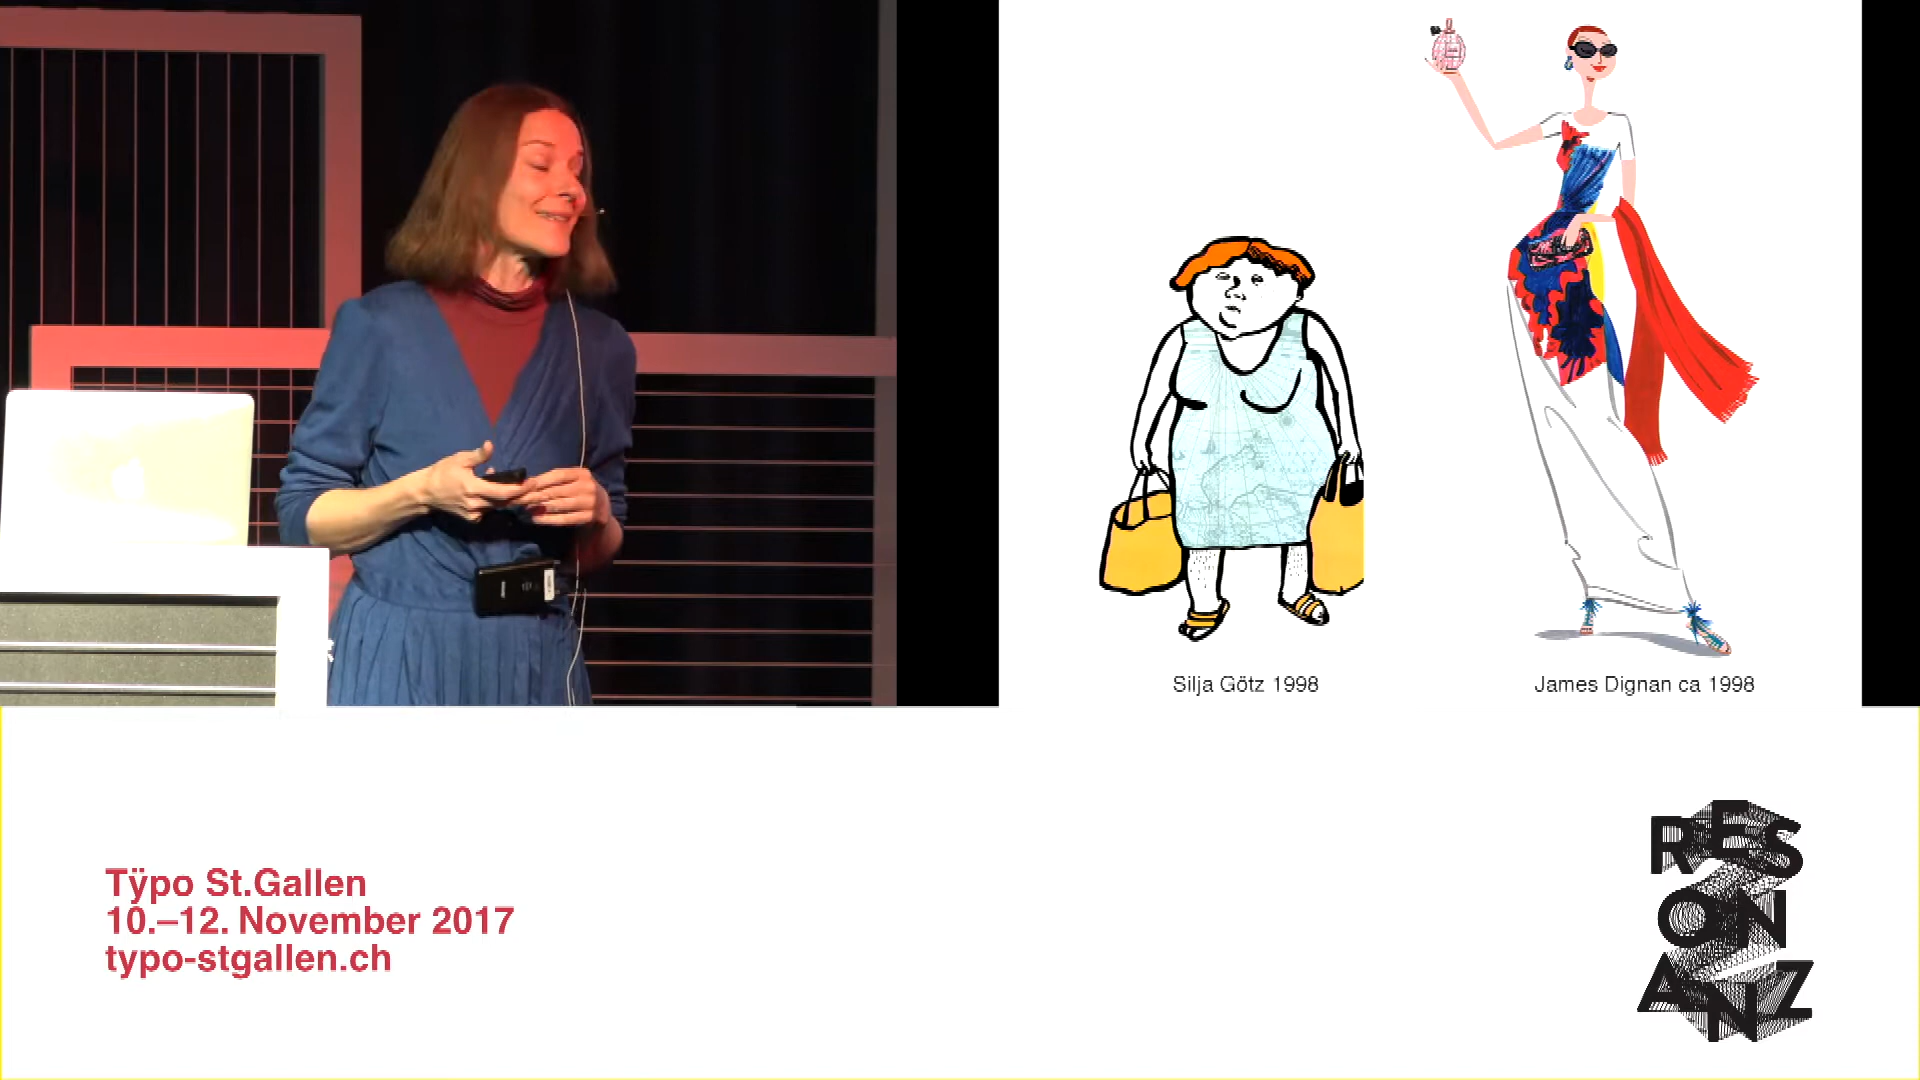 Silja Götz 1998
James Dignan ca 1998
Tÿpo St.Gallen
10.–12. November 2017
typo-stgallen.ch
RES
ON
ANZ